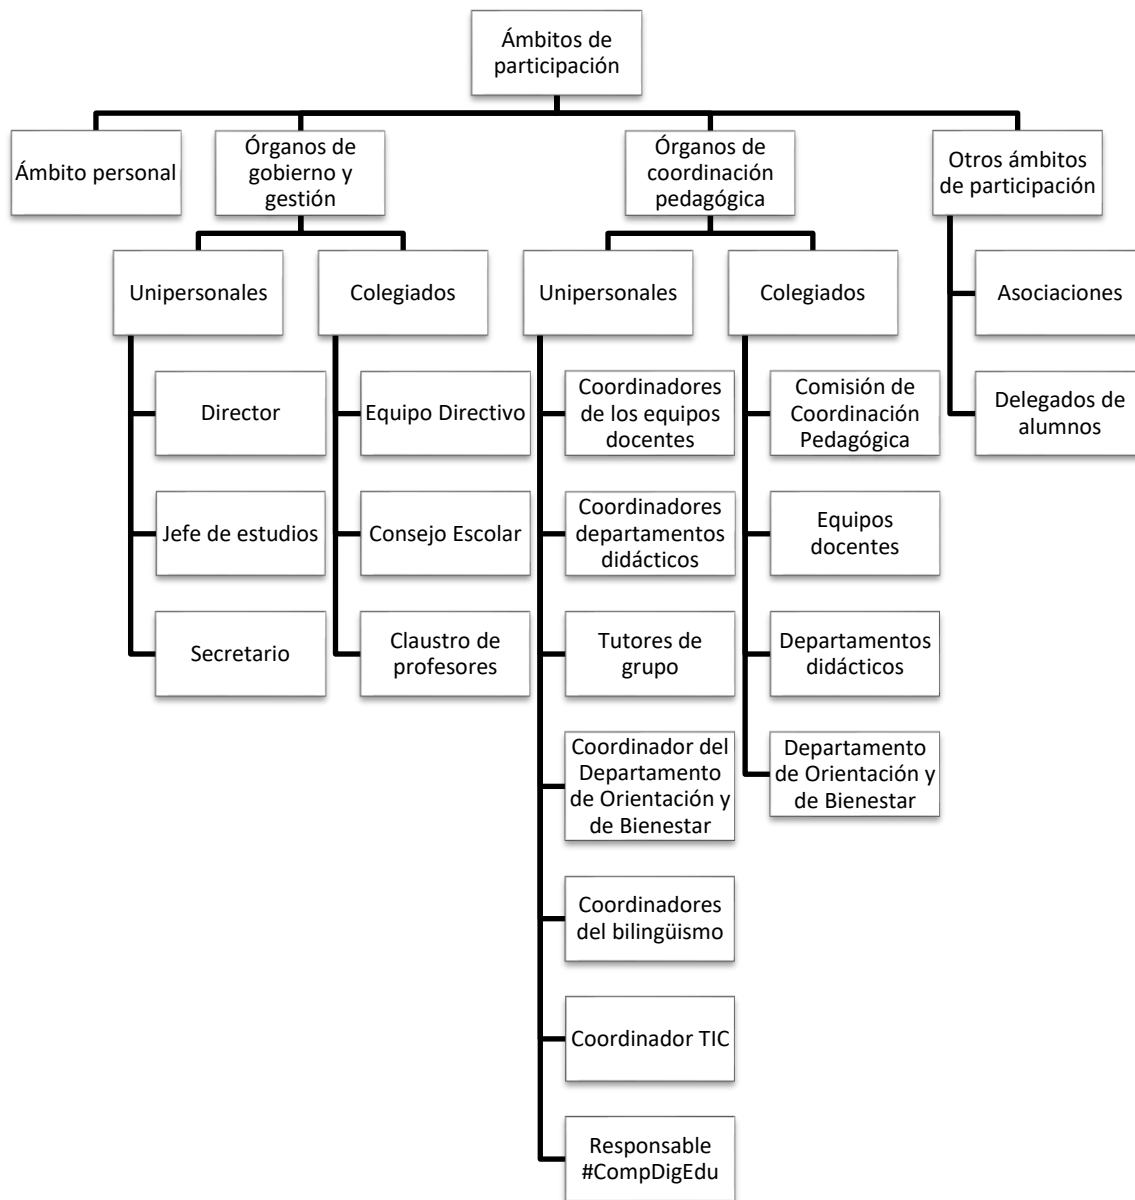 Ámbitos de
participación
Ámbito personal
Órganos de
gobierno y
gestión
Unipersonales
Director
Jefe de estudios
Secretario
Colegiados
Equipo Directivo
Consejo Escolar
Claustro de
profesores
Órganos de
coordinación
pedagógica
Unipersonales
Coordinadores
de los equipos
docentes
Coordinadores
departamentos
didácticos
Tutores de
grupo
Coordinador del
Departamento
de Orientación y
de Bienestar
Coordinadores
del bilingüismo
Coordinador TIC
Responsable
#CompDigEdu
Colegiados
Comisión de
Coordinación
Pedagógica
Equipos
docentes
Departamentos
didácticos
Departamento
de Orientación y
de Bienestar
Otros ámbitos
de participación
Asociaciones
Delegados de
alumnos